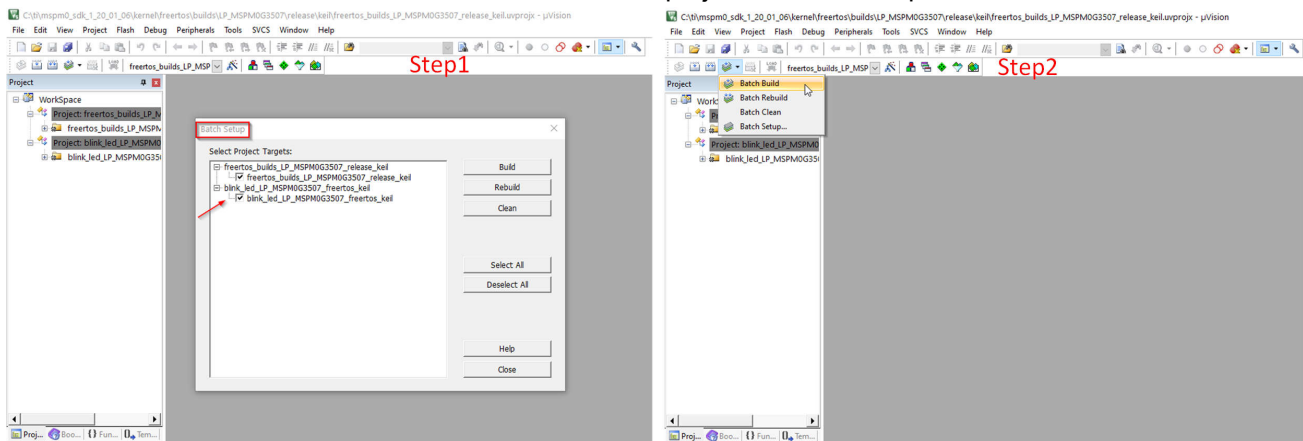 C:\ti\mspm0_sdk_1_20_01_06\kernel\freertos\builds\LP_MSPM0G3507\release\keil\freertos_builds_LP_MSPM0G3507_release_keil.uvprojx - µVision
File Edit View Project Flash Debug Peripherals Tools SVCS Window Help
freertos_builds_LP_MSP
Step1
Project
WorkSpace
Project: freertos_builds_LP_M
freertos_builds_LP_MSPM
Project: blink_led_LP_MSPM0
blink_led_LP_MSPM0G35
Batch Setup
Select Project Targets:
freertos_builds_LP_MSPM0G3507_release_keil
freertos_builds_LP_MSPM0G3507_release_keil
blink_led_LP_MSPM0G3507_freertos_keil
blink_led_LP_MSPM0G3507_freertos_keil
Build
Rebuild
Clean
Select All
Deselect All
Help
Close
Proj... Boo... {} Fun... Tem...
C:\ti\mspm0_sdk_1_20_01_06\kernel\freertos\builds\LP_MSPM0G3507\release\keil\freertos_builds_LP_MSPM0G3507_release_keil.uvprojx - µVision
File Edit View Project Flash Debug Peripherals Tools SVCS Window Help
freertos_builds_LP_MSP
Step2
Project
Batch Build
Batch Rebuild
Batch Clean
Batch Setup...
Work
Project: blink_led_LP_MSPM0
blink_led_LP_MSPM0G35
Proj... Boo... {} Fun... Tem...